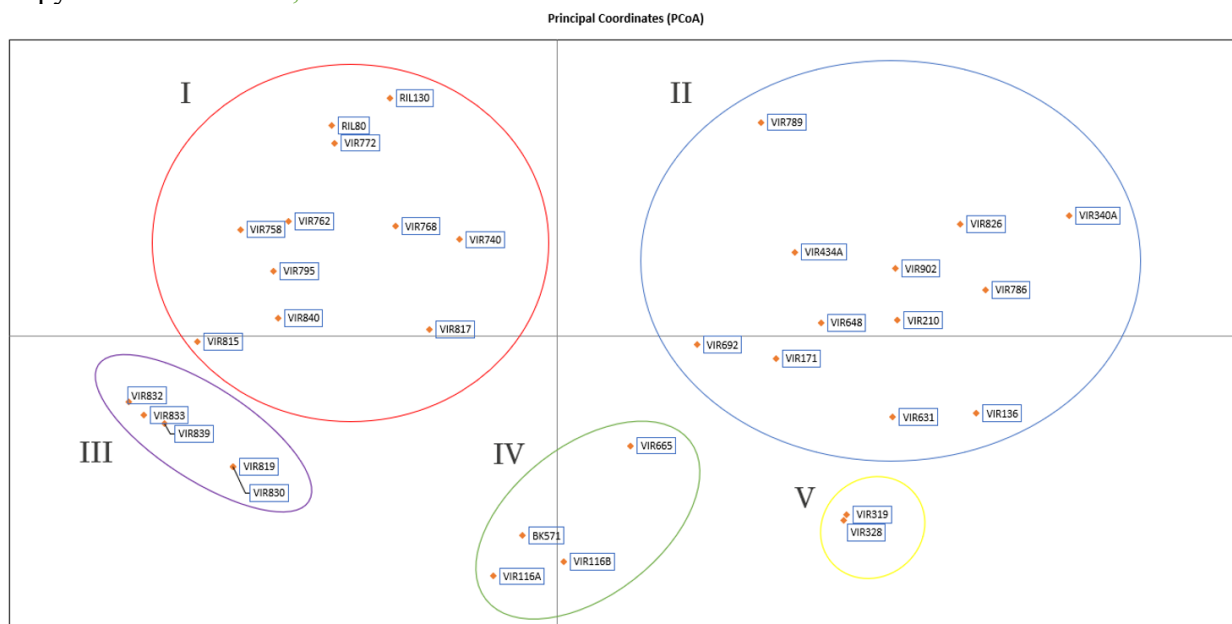 Principal Coordinates (PCoA)
I
II
RIL130
RIL80
VIR772
VIR789
VIR762
VIR758
VIR768
VIR740
VIR340A
VIR826
VIR434A
VIR902
VIR795
VIR786
VIR840
VIR817
VIR648
VIR210
VIR815
VIR692
VIR171
VIR832
VIR833
VIR839
VIR631
VIR136
III
IV
VIR665
VIR819
VIR830
V
VIR319
VIR328
BK571
VIR116B
VIR116A